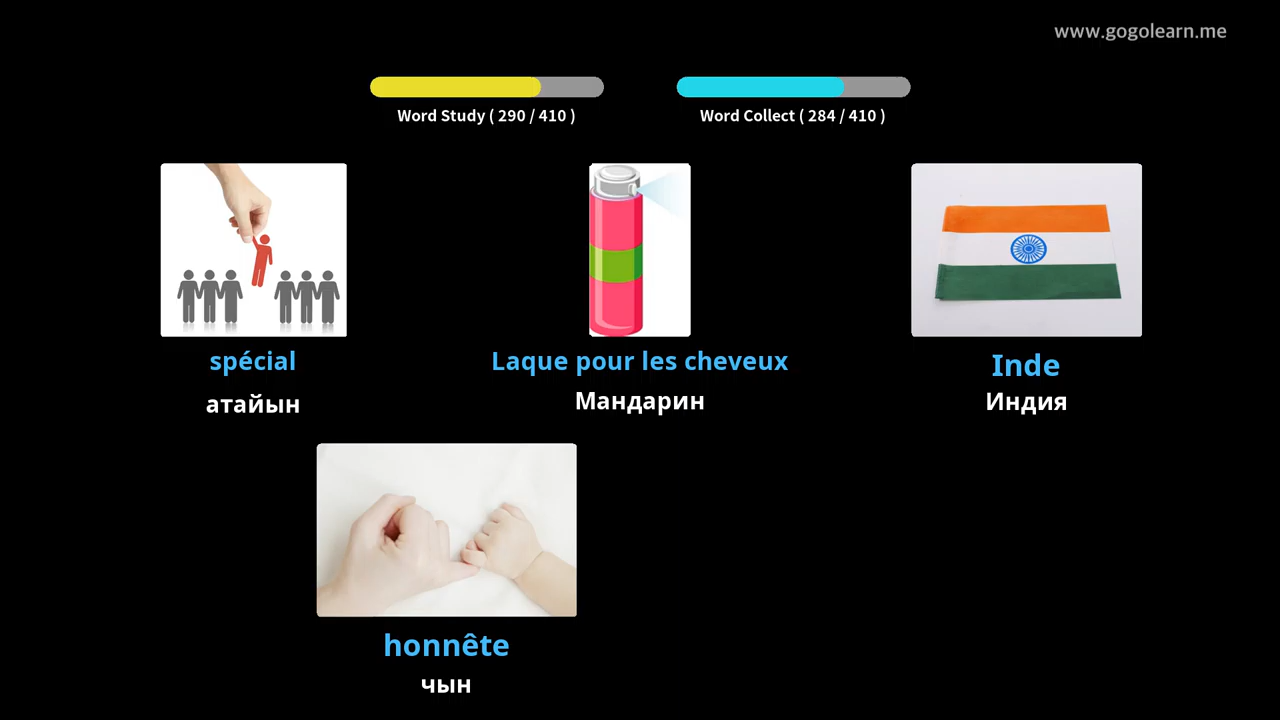 www.gogolearn.me
Word Study ( 290 / 410 )
Word Collect ( 284 / 410 )
spécial
атайын
Laque pour les cheveux
Мандарин
Inde
Индия
honnête
чын